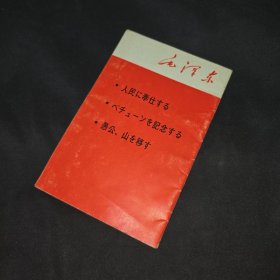 毛泽东
・人民に奉仕する
・ベチューンを記念する
・愚公、山を移す